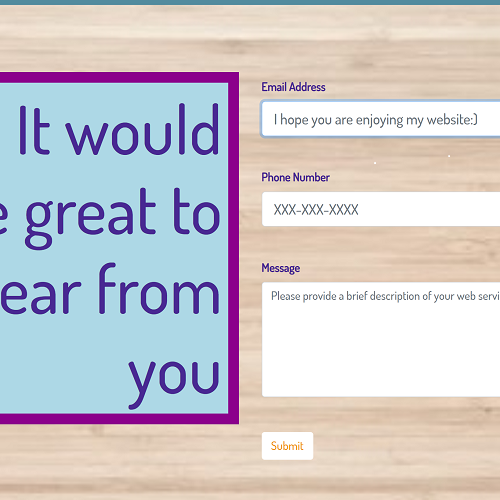 It would
e great to
ear from
you
Email Address
I hope you are enjoying my website:)
Phone Number
XXX-XXX-XXXX
Message
Please provide a brief description of your web servi
Submit